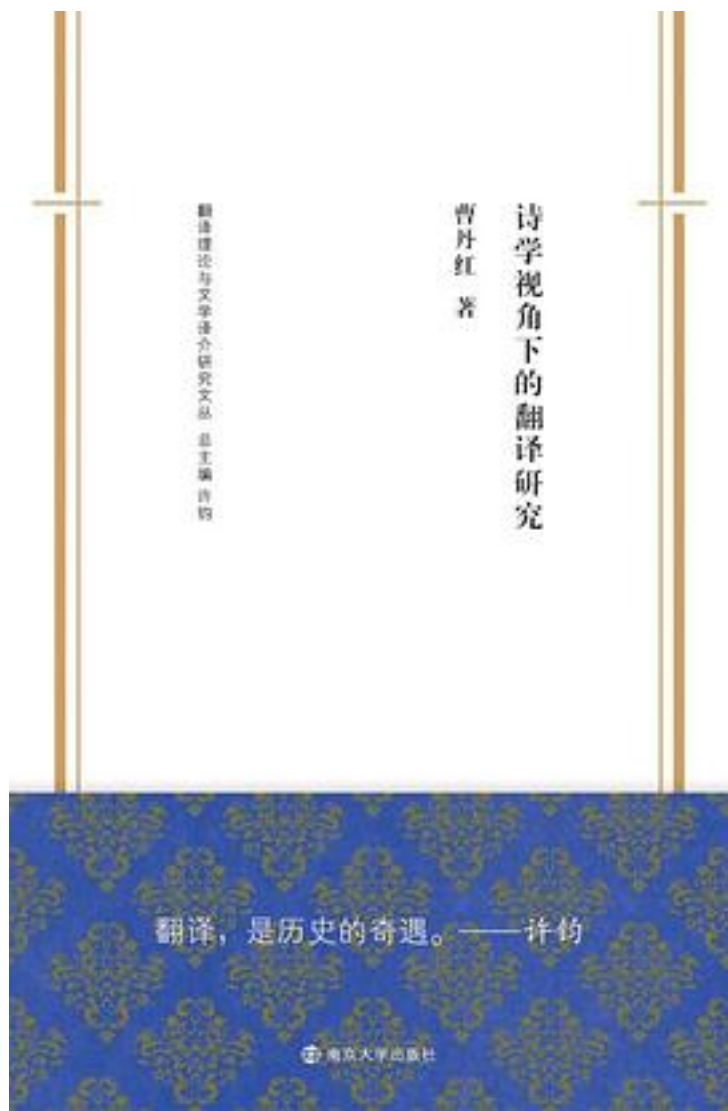 诗学视角下的翻译研究
曹丹红 著
翻译理论与文学译介研究文丛 总主编 许钧
翻译，是历史的奇遇。——许钧
南京大学出版社